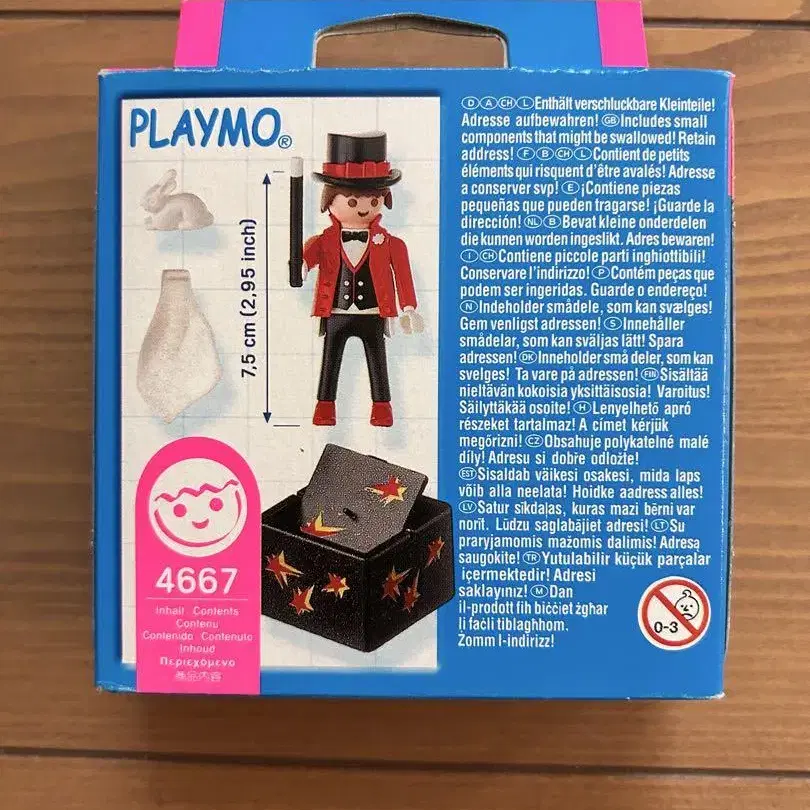 PLAYMO®
7,5 cm (2,95 inch)
4667
Inhalt Contents
Contenu
Contenido Contenuto
Inhoud
Περιεχόμενο
產品内容
Ⓓ Ⓐ ⒸⒽ Ⓛ Enthält verschluckbare Kleinteile!
Adresse aufbewahren! ⒼⒷ Includes small
components that might be swallowed! Retain
address! Ⓕ Ⓑ ⒸⒽ Ⓛ Contient de petits
éléments qui risquent d'être avalés! Adresse
a conserver svp! Ⓔ ¡Contiene piezas
pequeñas que pueden tragarse! ¡Guarde la
dirección! ⓃⓁ Ⓑ Bevat kleine onderdelen
die kunnen worden ingeslikt. Adres bewaren!
Ⓘ ⒸⒽ Contiene piccole parti inghiottibili!
Conservare l'indirizzo! Ⓟ Contém peças que
podem ser ingeridas. Guarde o endereço!
Ⓝ Indeholder smådele, som kan svælges!
Gem venligst adressen! Ⓢ Innehåller
smådelar, som kan sväljas lätt! Spara
adressen! ⒹⓀ Inneholder små deler, som kan
svelges! Ta vare på adressen! ⒻⒾⓃ Sisältää
nieltävän kokoisia yksittäisosia! Varoitus!
Säilyttäkää osoite! Ⓗ Lenyelhető apró
részeket tartalmaz! A címet kérjük
megőrizni! ⒸⓏ Obsahuje polykatelné malé
díly! Adresu si dobře odložte!
ⒺⓈⓉ Sisaldab väikesi osakesi, mida laps
võib alla neelata! Hoidke aadress alles!
ⓁⓋ Satur sīkdaļas, kuras mazi bērni var
norīt. Lūdzu saglabājiet adresi! ⓁⓉ Su
praryjamomis mažomis dalimis! Adresą
saugokite! ⓉⓇ Yutulabilir küçük parçalar
içermektedir! Adresi
saklayınız! Ⓜ Dan
il-prodott fih biċċiet żgħar
li faċli tiblagħhom.
Żomm l-indirizz!
0-3